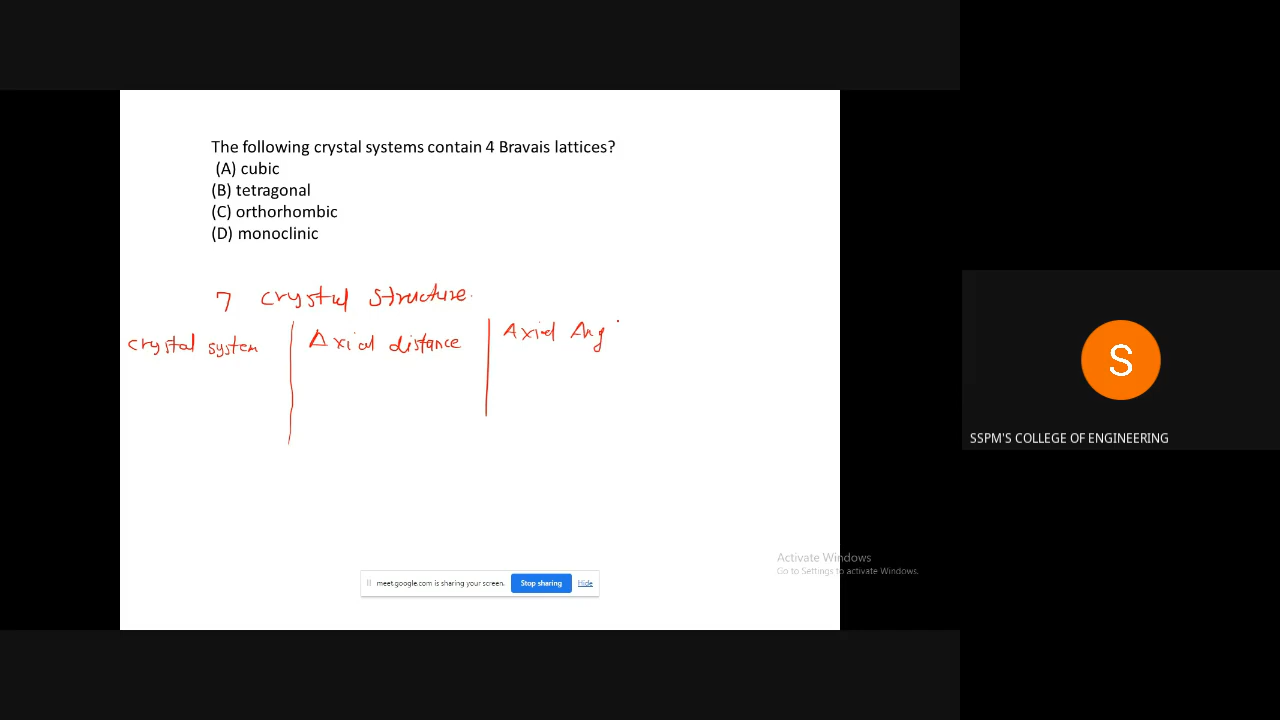 The following crystal systems contain 4 Bravais lattices?
(A) cubic
(B) tetragonal
(C) orthorhombic
(D) monoclinic
7 crystal structure.
crystal system Axial distance Axial Ang
S
SSPM'S COLLEGE OF ENGINEERING
Activate Windows
Go to Settings to activate Windows.
meet.google.com is sharing your screen. Stop sharing Hide